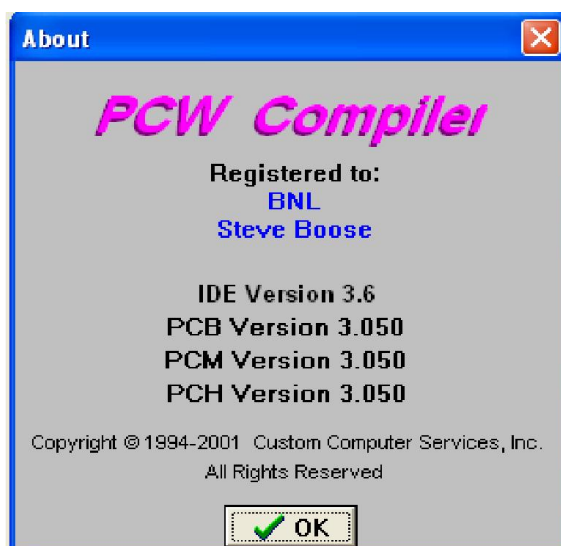 About
PCW Compiler
Registered to:
BNL
Steve Boose
IDE Version 3.6
PCB Version 3.050
PCM Version 3.050
PCH Version 3.050
Copyright © 1994-2001 Custom Computer Services, Inc.
All Rights Reserved
OK